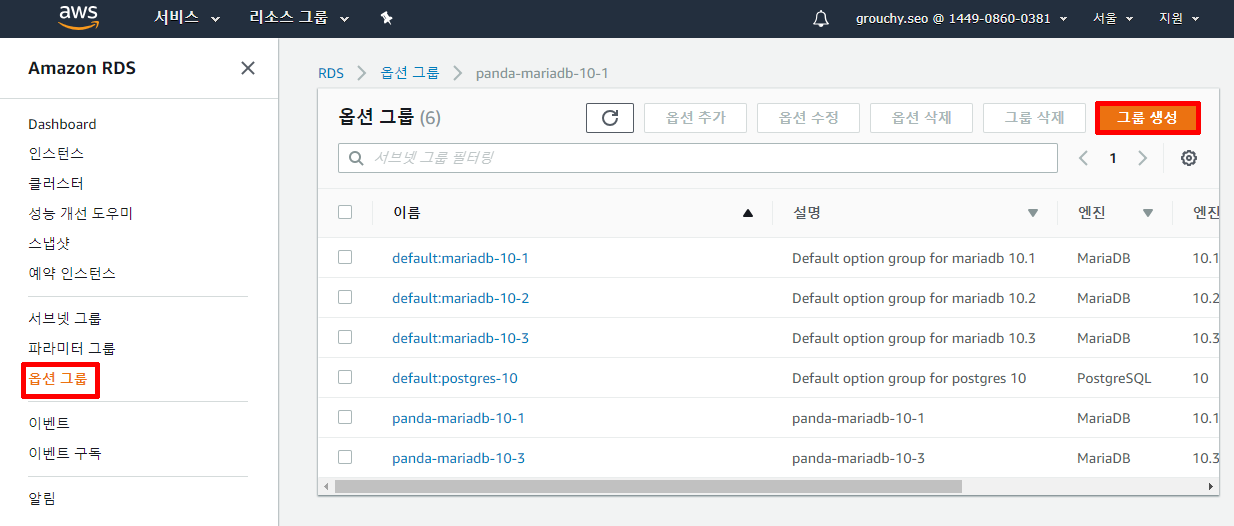 aws 서비스 리소스 그룹 grouchy.seo @ 1449-0860-0381 서울 지원
Amazon RDS
Dashboard
인스턴스
클러스터
성능 개선 도우미
스냅샷
예약 인스턴스
서브넷 그룹
파라미터 그룹
옵션 그룹
이벤트
이벤트 구독
알림
RDS 옵션 그룹 panda-mariadb-10-1
옵션 그룹 (6) 옵션 추가 옵션 수정 옵션 삭제 그룹 삭제 그룹 생성
서브넷 그룹 필터링 1
이름 설명 엔진 엔진
default:mariadb-10-1 Default option group for mariadb 10.1 MariaDB 10.1
default:mariadb-10-2 Default option group for mariadb 10.2 MariaDB 10.2
default:mariadb-10-3 Default option group for mariadb 10.3 MariaDB 10.3
default:postgres-10 Default option group for postgres 10 PostgreSQL 10
panda-mariadb-10-1 panda-mariadb-10-1 MariaDB 10.1
panda-mariadb-10-3 panda-mariadb-10-3 MariaDB 10.3